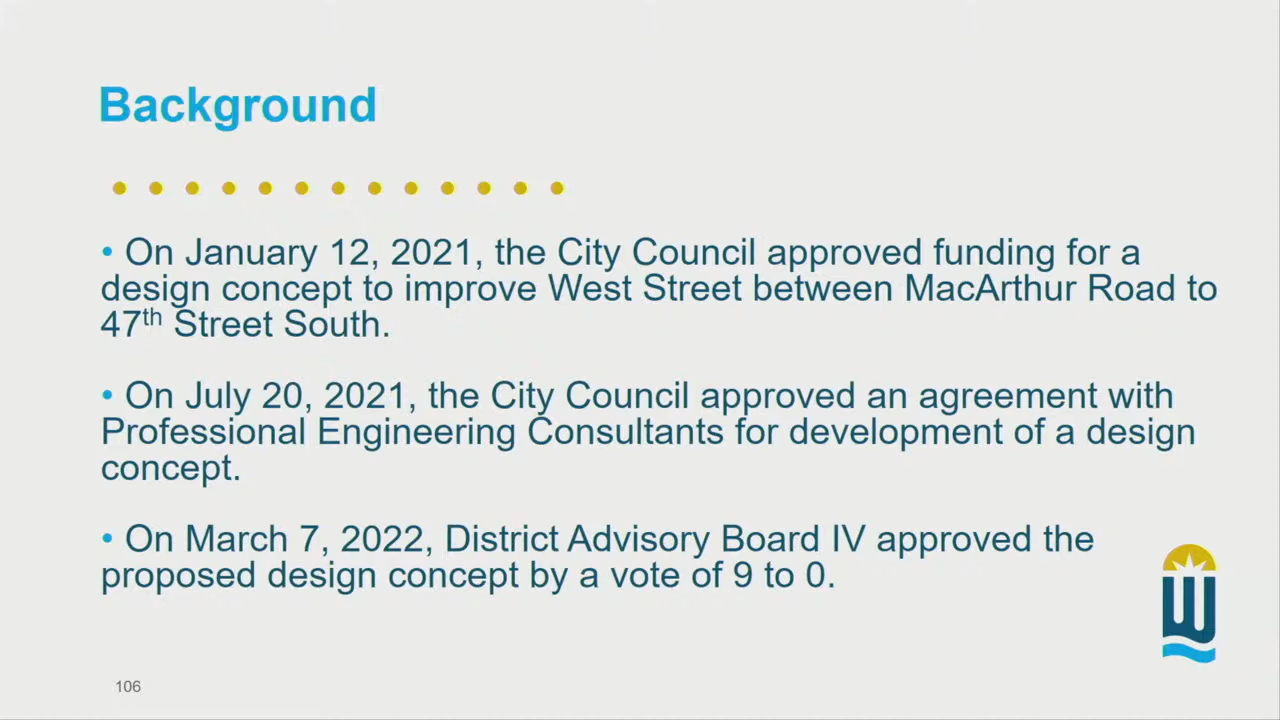 Background
• On January 12, 2021, the City Council approved funding for a
design concept to improve West Street between MacArthur Road to
47th Street South.
• On July 20, 2021, the City Council approved an agreement with
Professional Engineering Consultants for development of a design
concept.
• On March 7, 2022, District Advisory Board IV approved the
proposed design concept by a vote of 9 to 0.
W
106